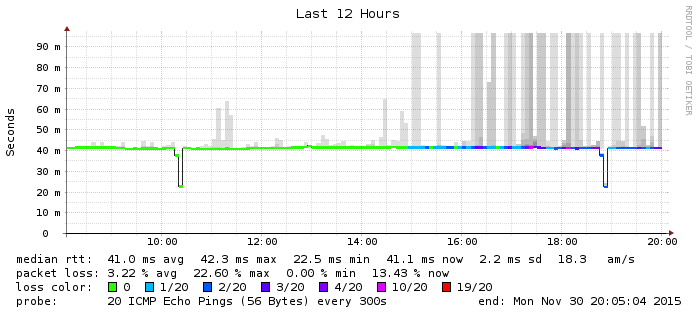 Last 12 Hours
RRDTOOL / TOBI OETIKER
Seconds
90 m
80 m
70 m
60 m
50 m
40 m
30 m
20 m
10 m
0
10:00 12:00 14:00 16:00 18:00 20:00
median rtt: 41.0 ms avg 42.3 ms max 22.5 ms min 41.1 ms now 2.2 ms sd 18.3 am/s
packet loss: 3.22 % avg 22.60 % max 0.00 % min 13.43 % now
loss color: 0 1/20 2/20 3/20 4/20 10/20 19/20
probe: 20 ICMP Echo Pings (56 Bytes) every 300s end: Mon Nov 30 20:05:04 2015